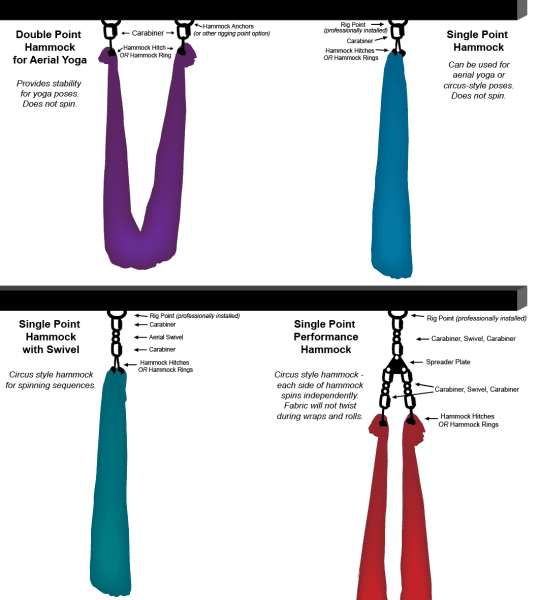 Double Point
Hammock
for Aerial Yoga
Provides stability
for yoga poses.
Does not spin.
Carabiner
Hammock Anchors
(or other rigging point option)
Hammock Hitch
OR Hammock Ring
Rig Point
(professionally installed)
Carabiner
Hammock Hitches
OR Hammock Rings
Single Point
Hammock
Can be used for
aerial yoga or
circus-style poses.
Does not spin.
Single Point
Hammock
with Swivel
Circus style hammock
for spinning sequences.
Rig Point (professionally installed)
Carabiner
Aerial Swivel
Carabiner
Hammock Hitches
OR Hammock Rings
Single Point
Performance
Hammock
Circus style hammock -
each side of hammock
spins independently.
Fabric will not twist
during wraps and rolls.
Rig Point (professionally installed)
Carabiner, Swivel, Carabiner
Spreader Plate
Carabiner, Swivel, Carabiner
Hammock Hitches
OR Hammock Rings